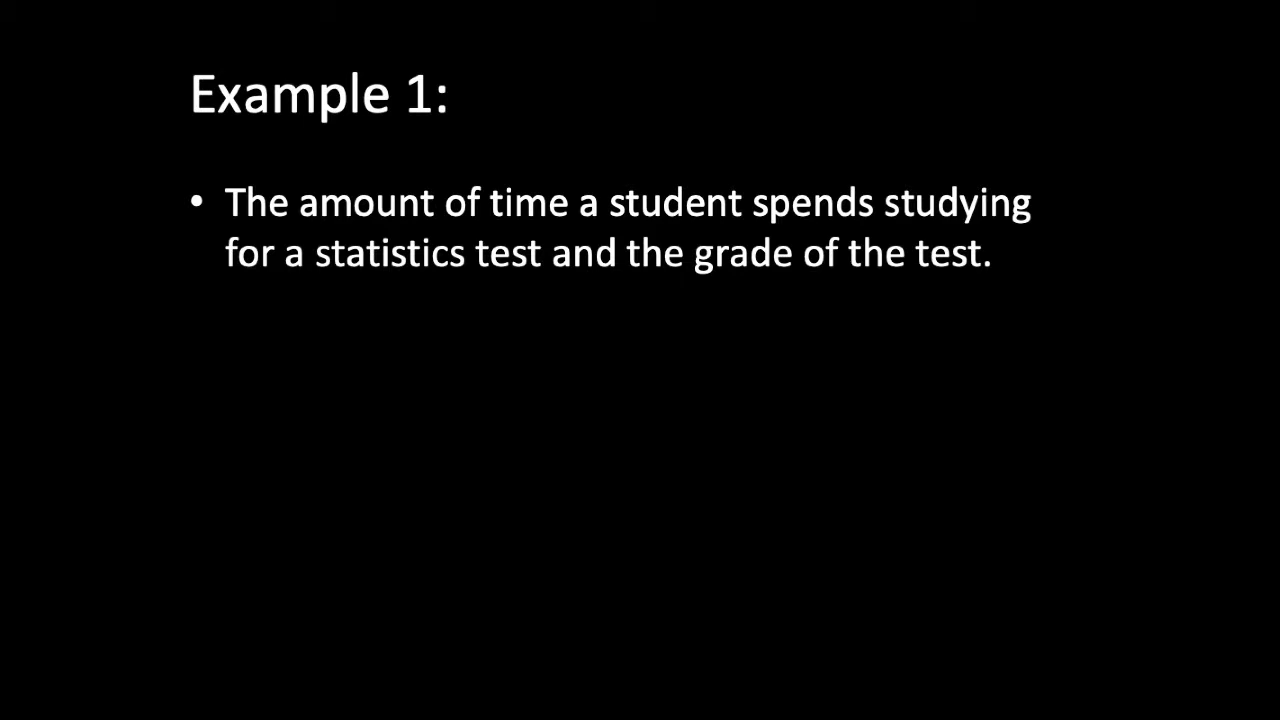 Example 1:
• The amount of time a student spends studying
for a statistics test and the grade of the test.